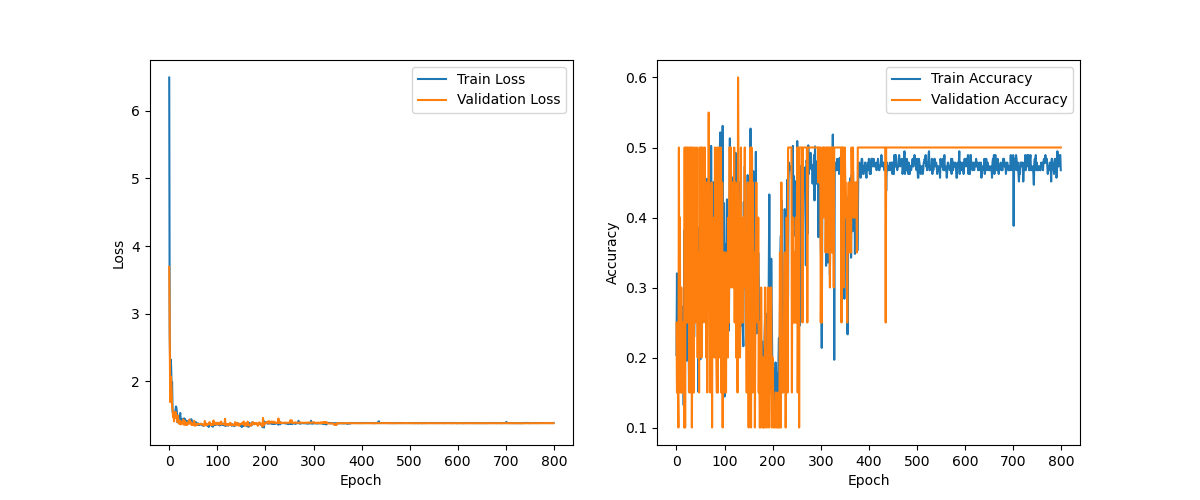 Train Loss
Validation Loss
Loss
6
5
4
3
2
0 100 200 300 400 500 600 700 800
Epoch
Train Accuracy
Validation Accuracy
Accuracy
0.6
0.5
0.4
0.3
0.2
0.1
0 100 200 300 400 500 600 700 800
Epoch